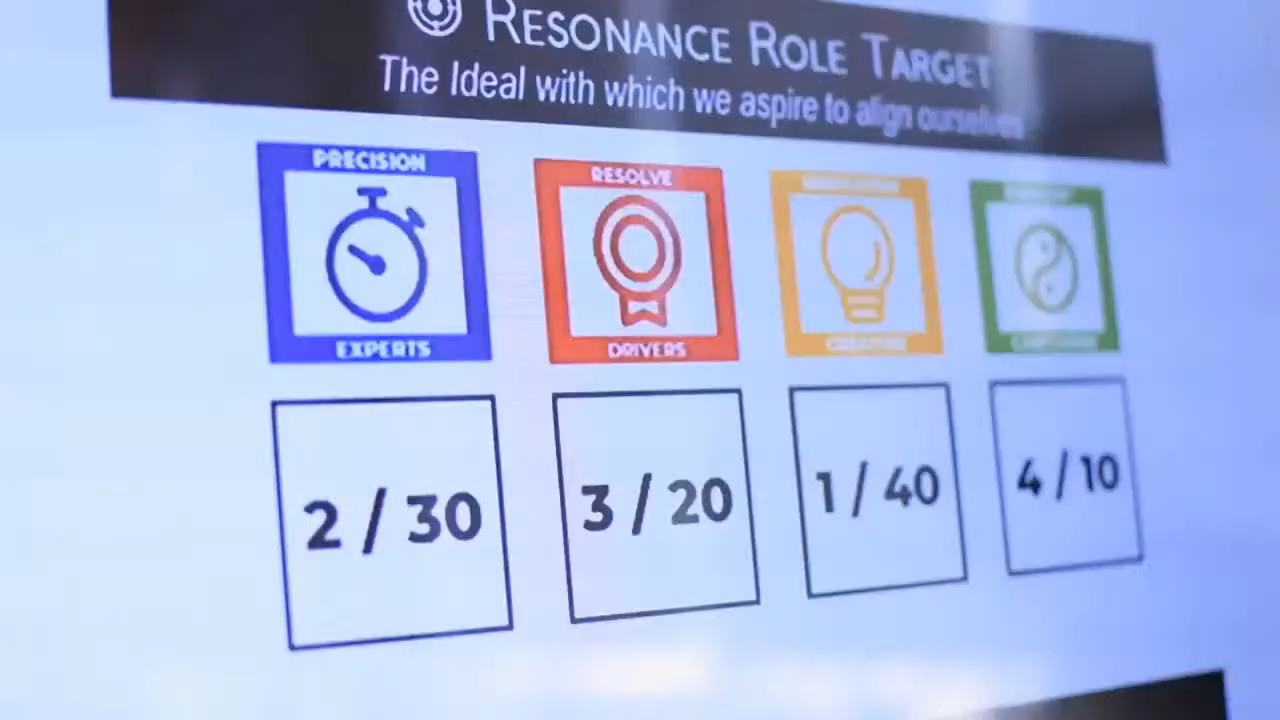 RESONANCE ROLE TARGET
The Ideal with which we aspire to align ourselves
PRECISION
EXPERTS
RESOLVE
DRIVERS
2 / 30
3 / 20
1 / 40
4 / 10